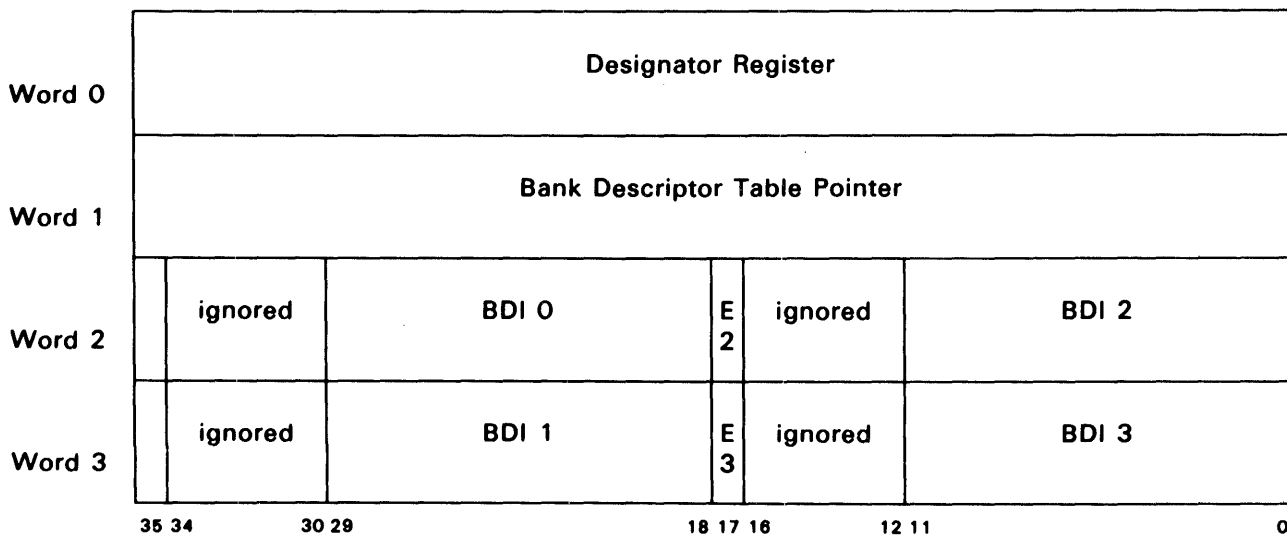 Word 0 Designator Register
Word 1 Bank Descriptor Table Pointer
Word 2 ignored BDI 0 E 2 ignored BDI 2
Word 3 ignored BDI 1 E 3 ignored BDI 3
35 34 30 29 18 17 16 12 11 0